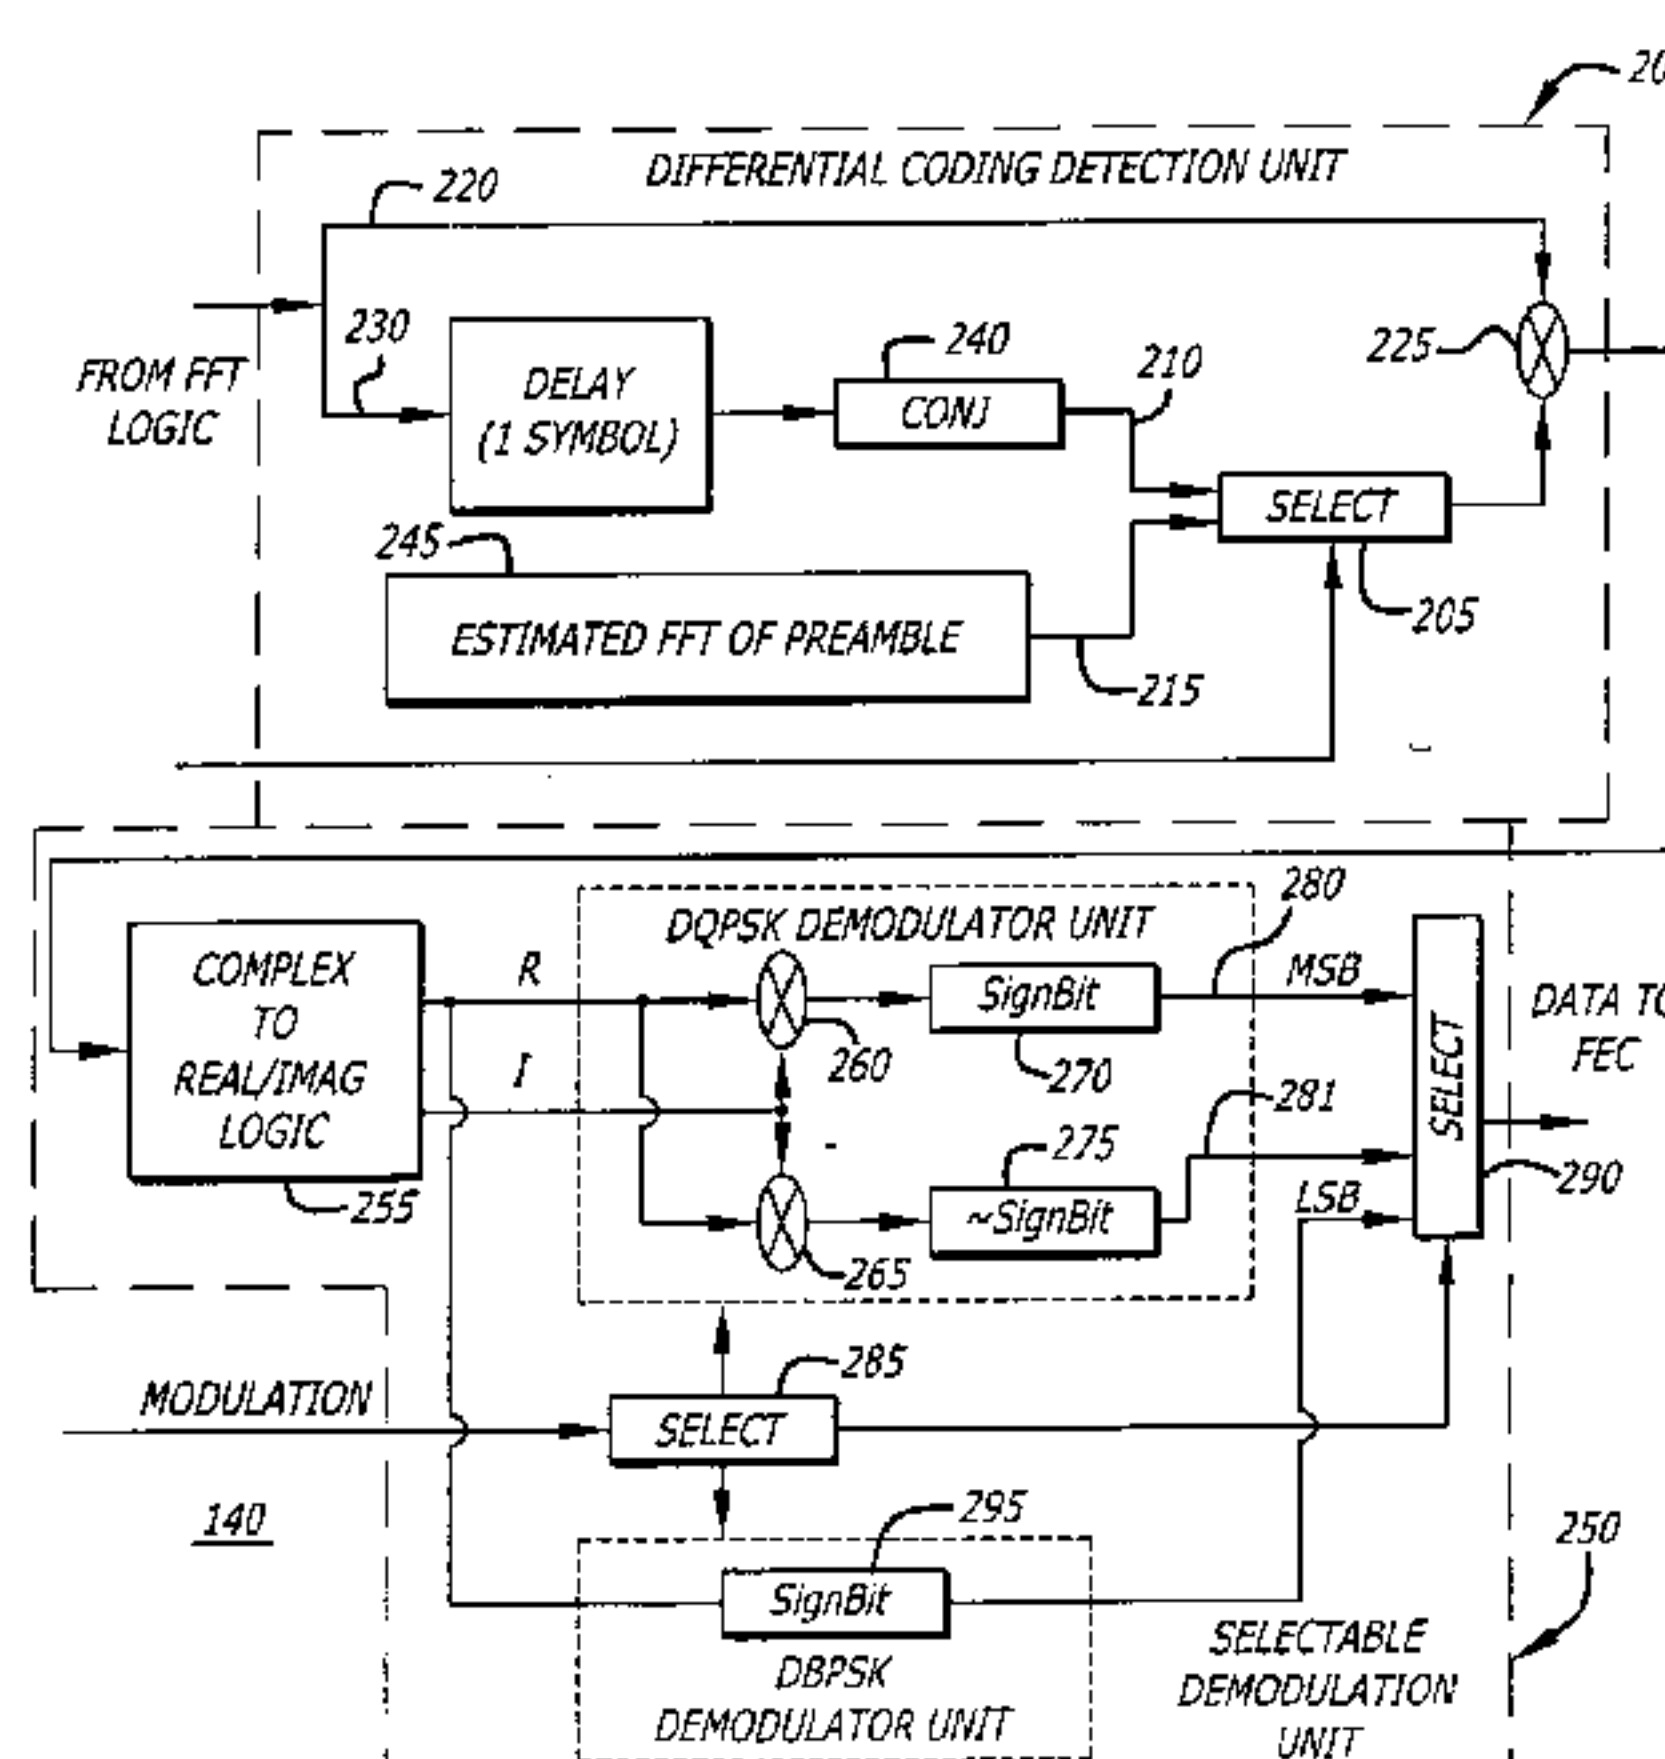 20
DIFFERENTIAL CODING DETECTION UNIT
220
230
FROM FFT
LOGIC
DELAY
(1 SYMBOL)
240
CONJ
210
225
SELECT
205
245
ESTIMATED FFT OF PREAMBLE
215
DQPSK DEMODULATOR UNIT
280
COMPLEX
TO
REAL/IMAG
LOGIC
255
R
I
260
SignBit
270
MSB
DATA TO
FEC
SELECT
281
275
~SignBit
265
LSB
290
285
MODULATION
SELECT
140
295
SignBit
DBPSK
DEMODULATOR UNIT
250
SELECTABLE
DEMODULATION
UNIT